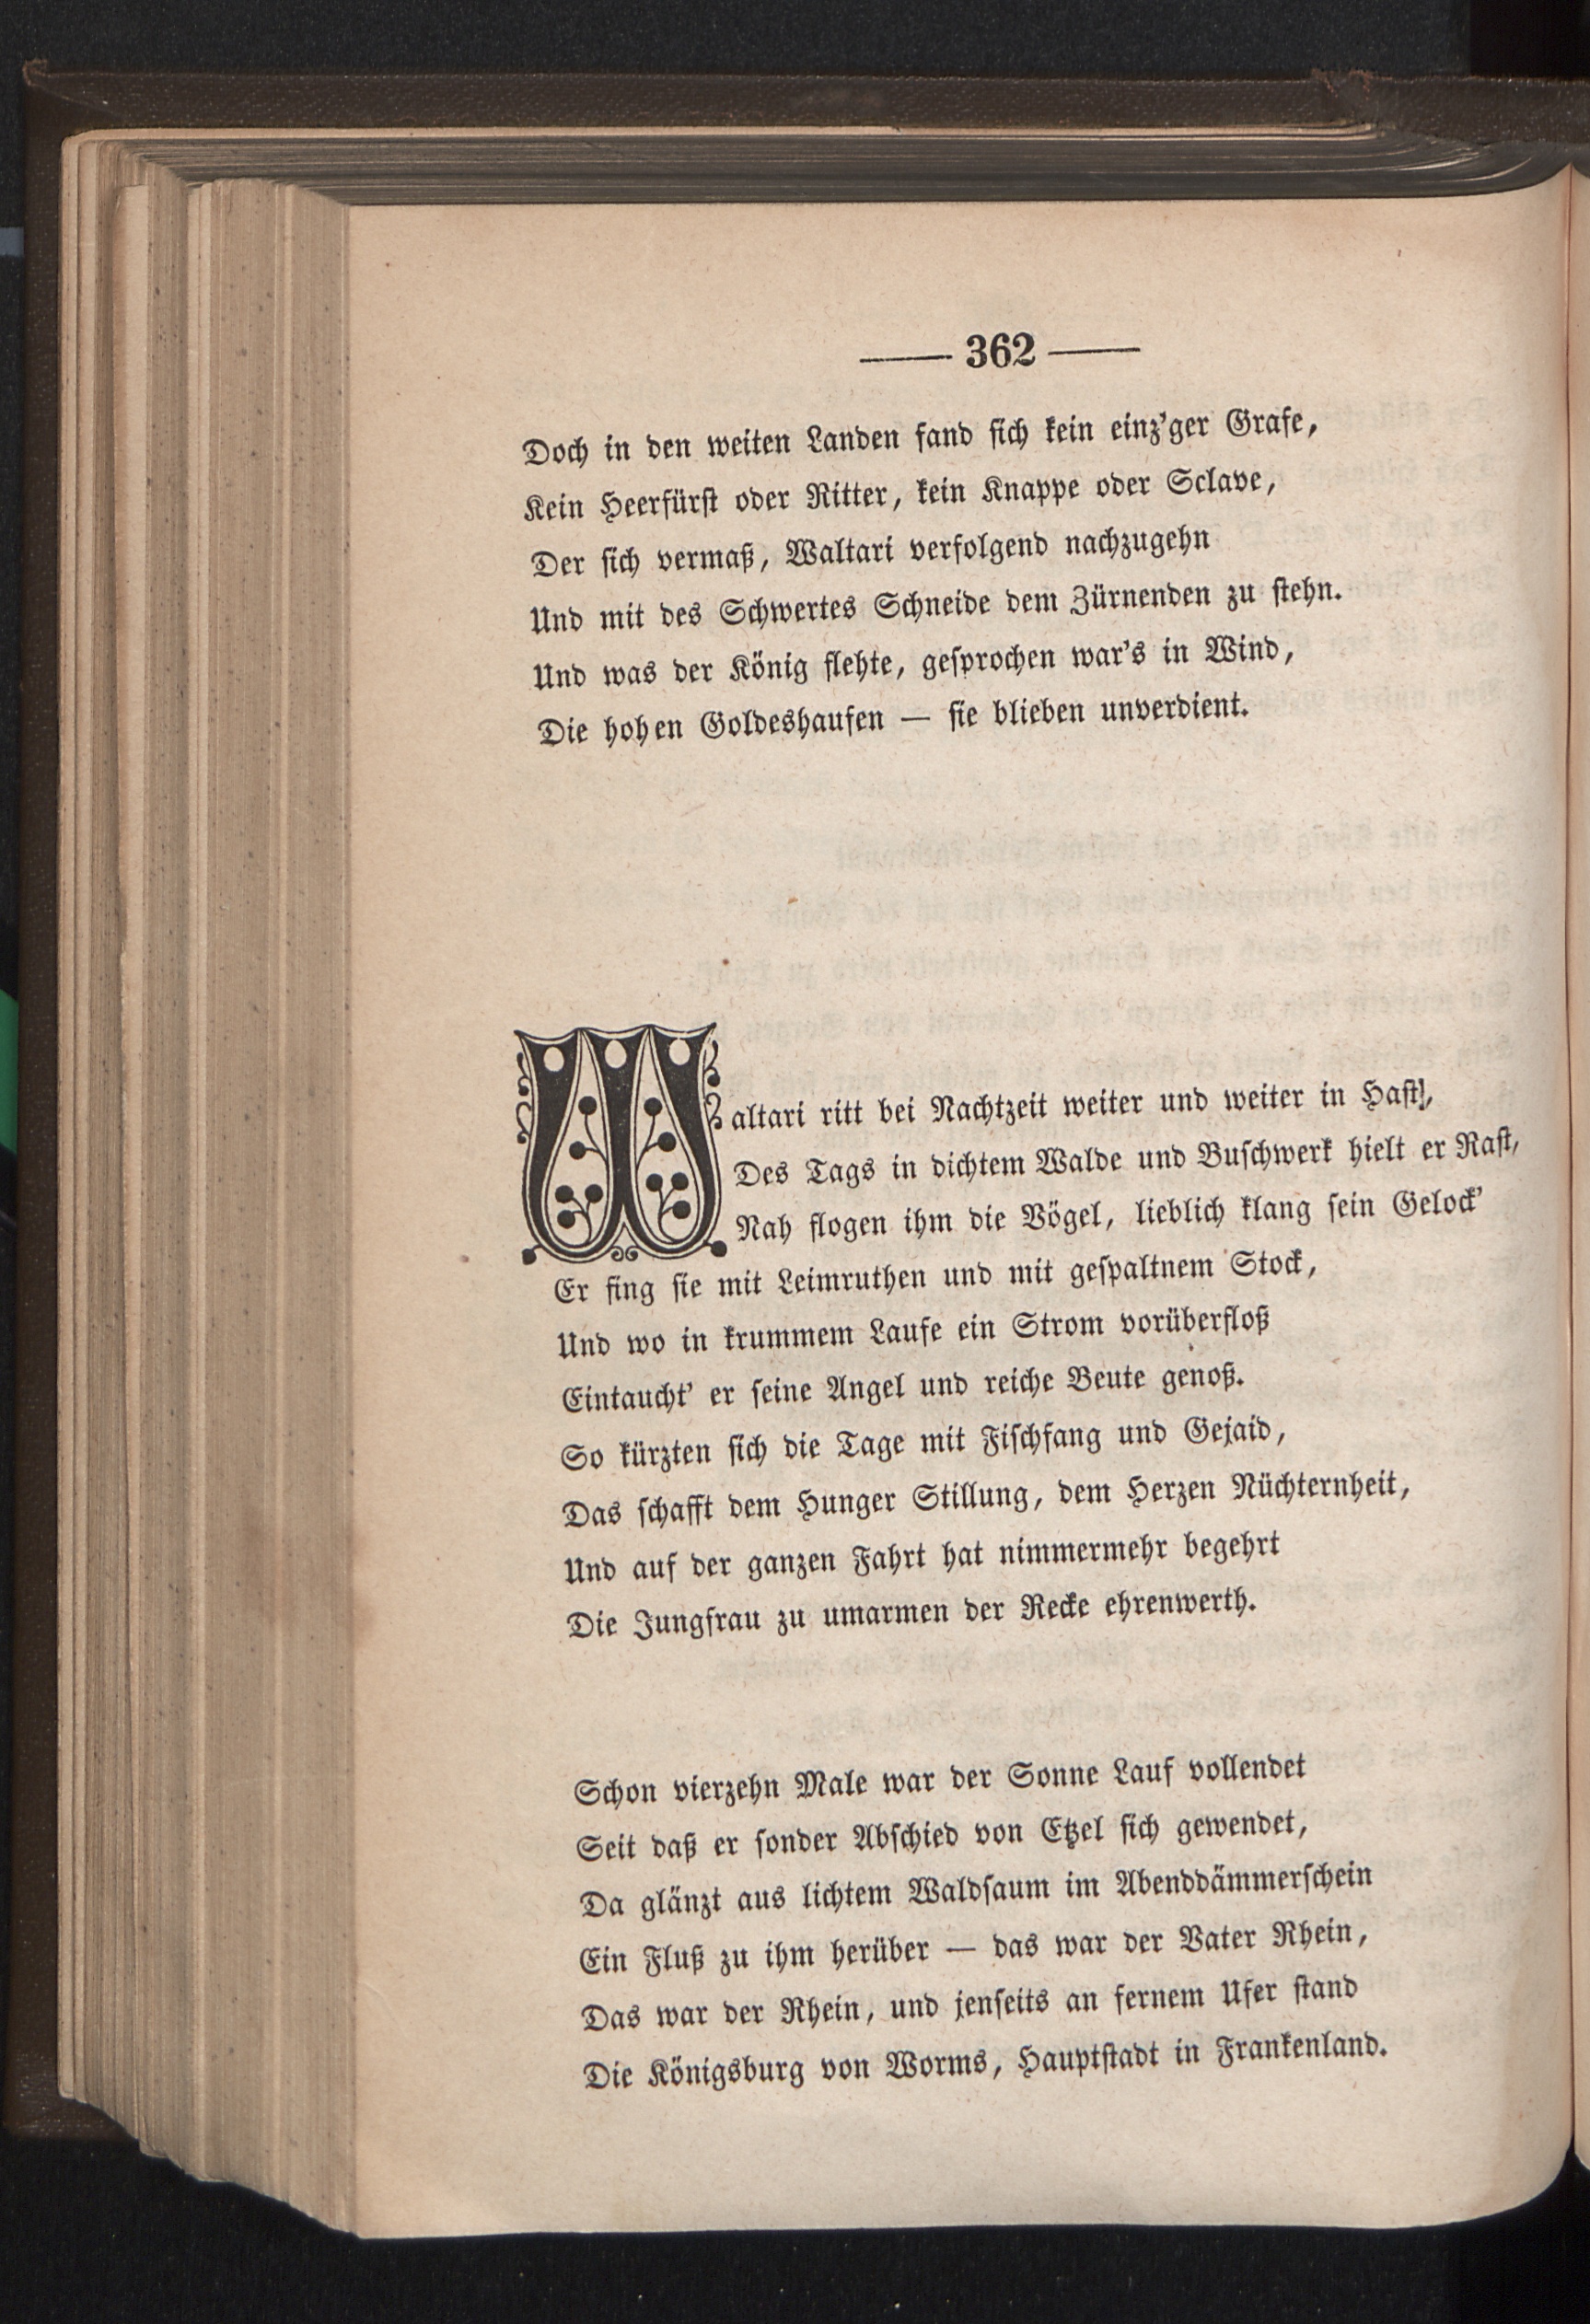 — 362 —
Doch in den weiten Landen fand sich kein einz'ger Grafe,
Kein Heerfürst oder Ritter, kein Knappe oder Sclave,
Der sich vermaß, Waltari verfolgend nachzugehn
Und mit des Schwertes Schneide dem Zürnenden zu stehn.
Und was der König flehte, gesprochen war's in Wind,
Die hohen Goldeshaufen — sie blieben unverdient.
Waltari ritt bei Nachtzeit weiter und weiter in Hast,
Des Tags in dichtem Walde und Buschwerk hielt er Rast,
Nah flogen ihm die Vögel, lieblich klang sein Gelock'
Er fing sie mit Leimruthen und mit gespaltnem Stock,
Und wo in krummem Laufe ein Strom vorüberfloß
Eintaucht' er seine Angel und reiche Beute genoß.
So kürzten sich die Tage mit Fischfang und Gejaid,
Das schafft dem Hunger Stillung, dem Herzen Nüchternheit,
Und auf der ganzen Fahrt hat nimmermehr begehrt
Die Jungfrau zu umarmen der Recke ehrenwerth.
Schon vierzehn Male war der Sonne Lauf vollendet
Seit daß er sonder Abschied von Etzel sich gewendet,
Da glänzt aus lichtem Waldsaum im Abenddämmerschein
Ein Fluß zu ihm herüber — das war der Vater Rhein,
Das war der Rhein, und jenseits an fernem Ufer stand
Die Königsburg von Worms, Hauptstadt in Frankenland.